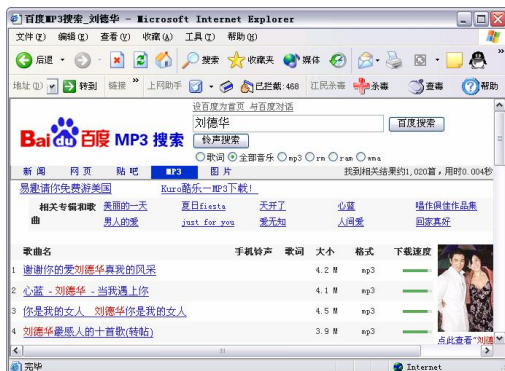 百度MP3搜索_刘德华 - Microsoft Internet Explorer
文件(F) 编辑(E) 查看(V) 收藏(A) 工具(T) 帮助(H)
后退 搜索 收藏夹 媒体
地址(D) 转到 链接 » 上网助手 已拦截:468 江民杀毒 杀毒 查毒 帮助
设百度为首页 与百度对话
Bai du 百度 MP3 搜索
刘德华 百度搜索
铃声搜索
歌词 全部音乐 mp3 rm ram wma
新闻 网页 贴吧 MP3 图片 找到相关结果约1,020篇，用时0.004秒
易趣请你免费游美国 Kuro酷乐—MP3下载!
相关专辑和歌曲 美丽的一天 夏日fiesta 天开了 心蓝 唱作俱佳作品集
男人的爱 just for you 爱无知 人间爱 回家真好
歌曲名 手机铃声 歌词 大小 格式 下载速度
1 谢谢你的爱刘德华真我的风采 4.2 M mp3
2 心蓝 - 刘德华 - 当我遇上你 4.1 M mp3
3 你是我的女人 刘德华你是我的女人 4.5 M mp3
4 刘德华最感人的十首歌(转帖) 3.9 M mp3
点此查看"刘德
完毕 Internet